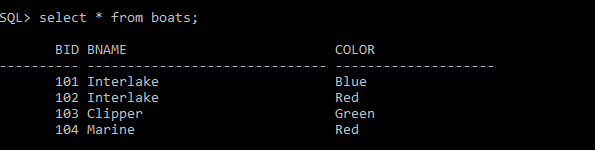 SQL> select * from boats;
       BID BNAME                          COLOR
---------- ------------------------------ --------------------
       101 Interlake                      Blue
       102 Interlake                      Red
       103 Clipper                        Green
       104 Marine                         Red